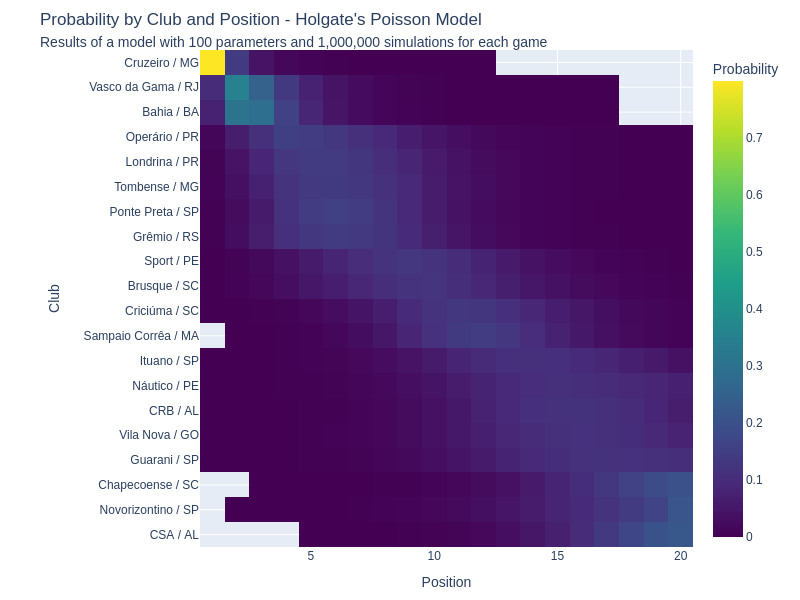 Probability by Club and Position - Holgate's Poisson Model
Results of a model with 100 parameters and 1,000,000 simulations for each game
Probability
Club
Cruzeiro / MG
Vasco da Gama / RJ
Bahia / BA
Operário / PR
Londrina / PR
Tombense / MG
Ponte Preta / SP
Grêmio / RS
Sport / PE
Brusque / SC
Criciúma / SC
Sampaio Corrêa / MA
Ituano / SP
Náutico / PE
CRB / AL
Vila Nova / GO
Guarani / SP
Chapecoense / SC
Novorizontino / SP
CSA / AL
0.7
0.6
0.5
0.4
0.3
0.2
0.1
0
5 10 15 20
Position